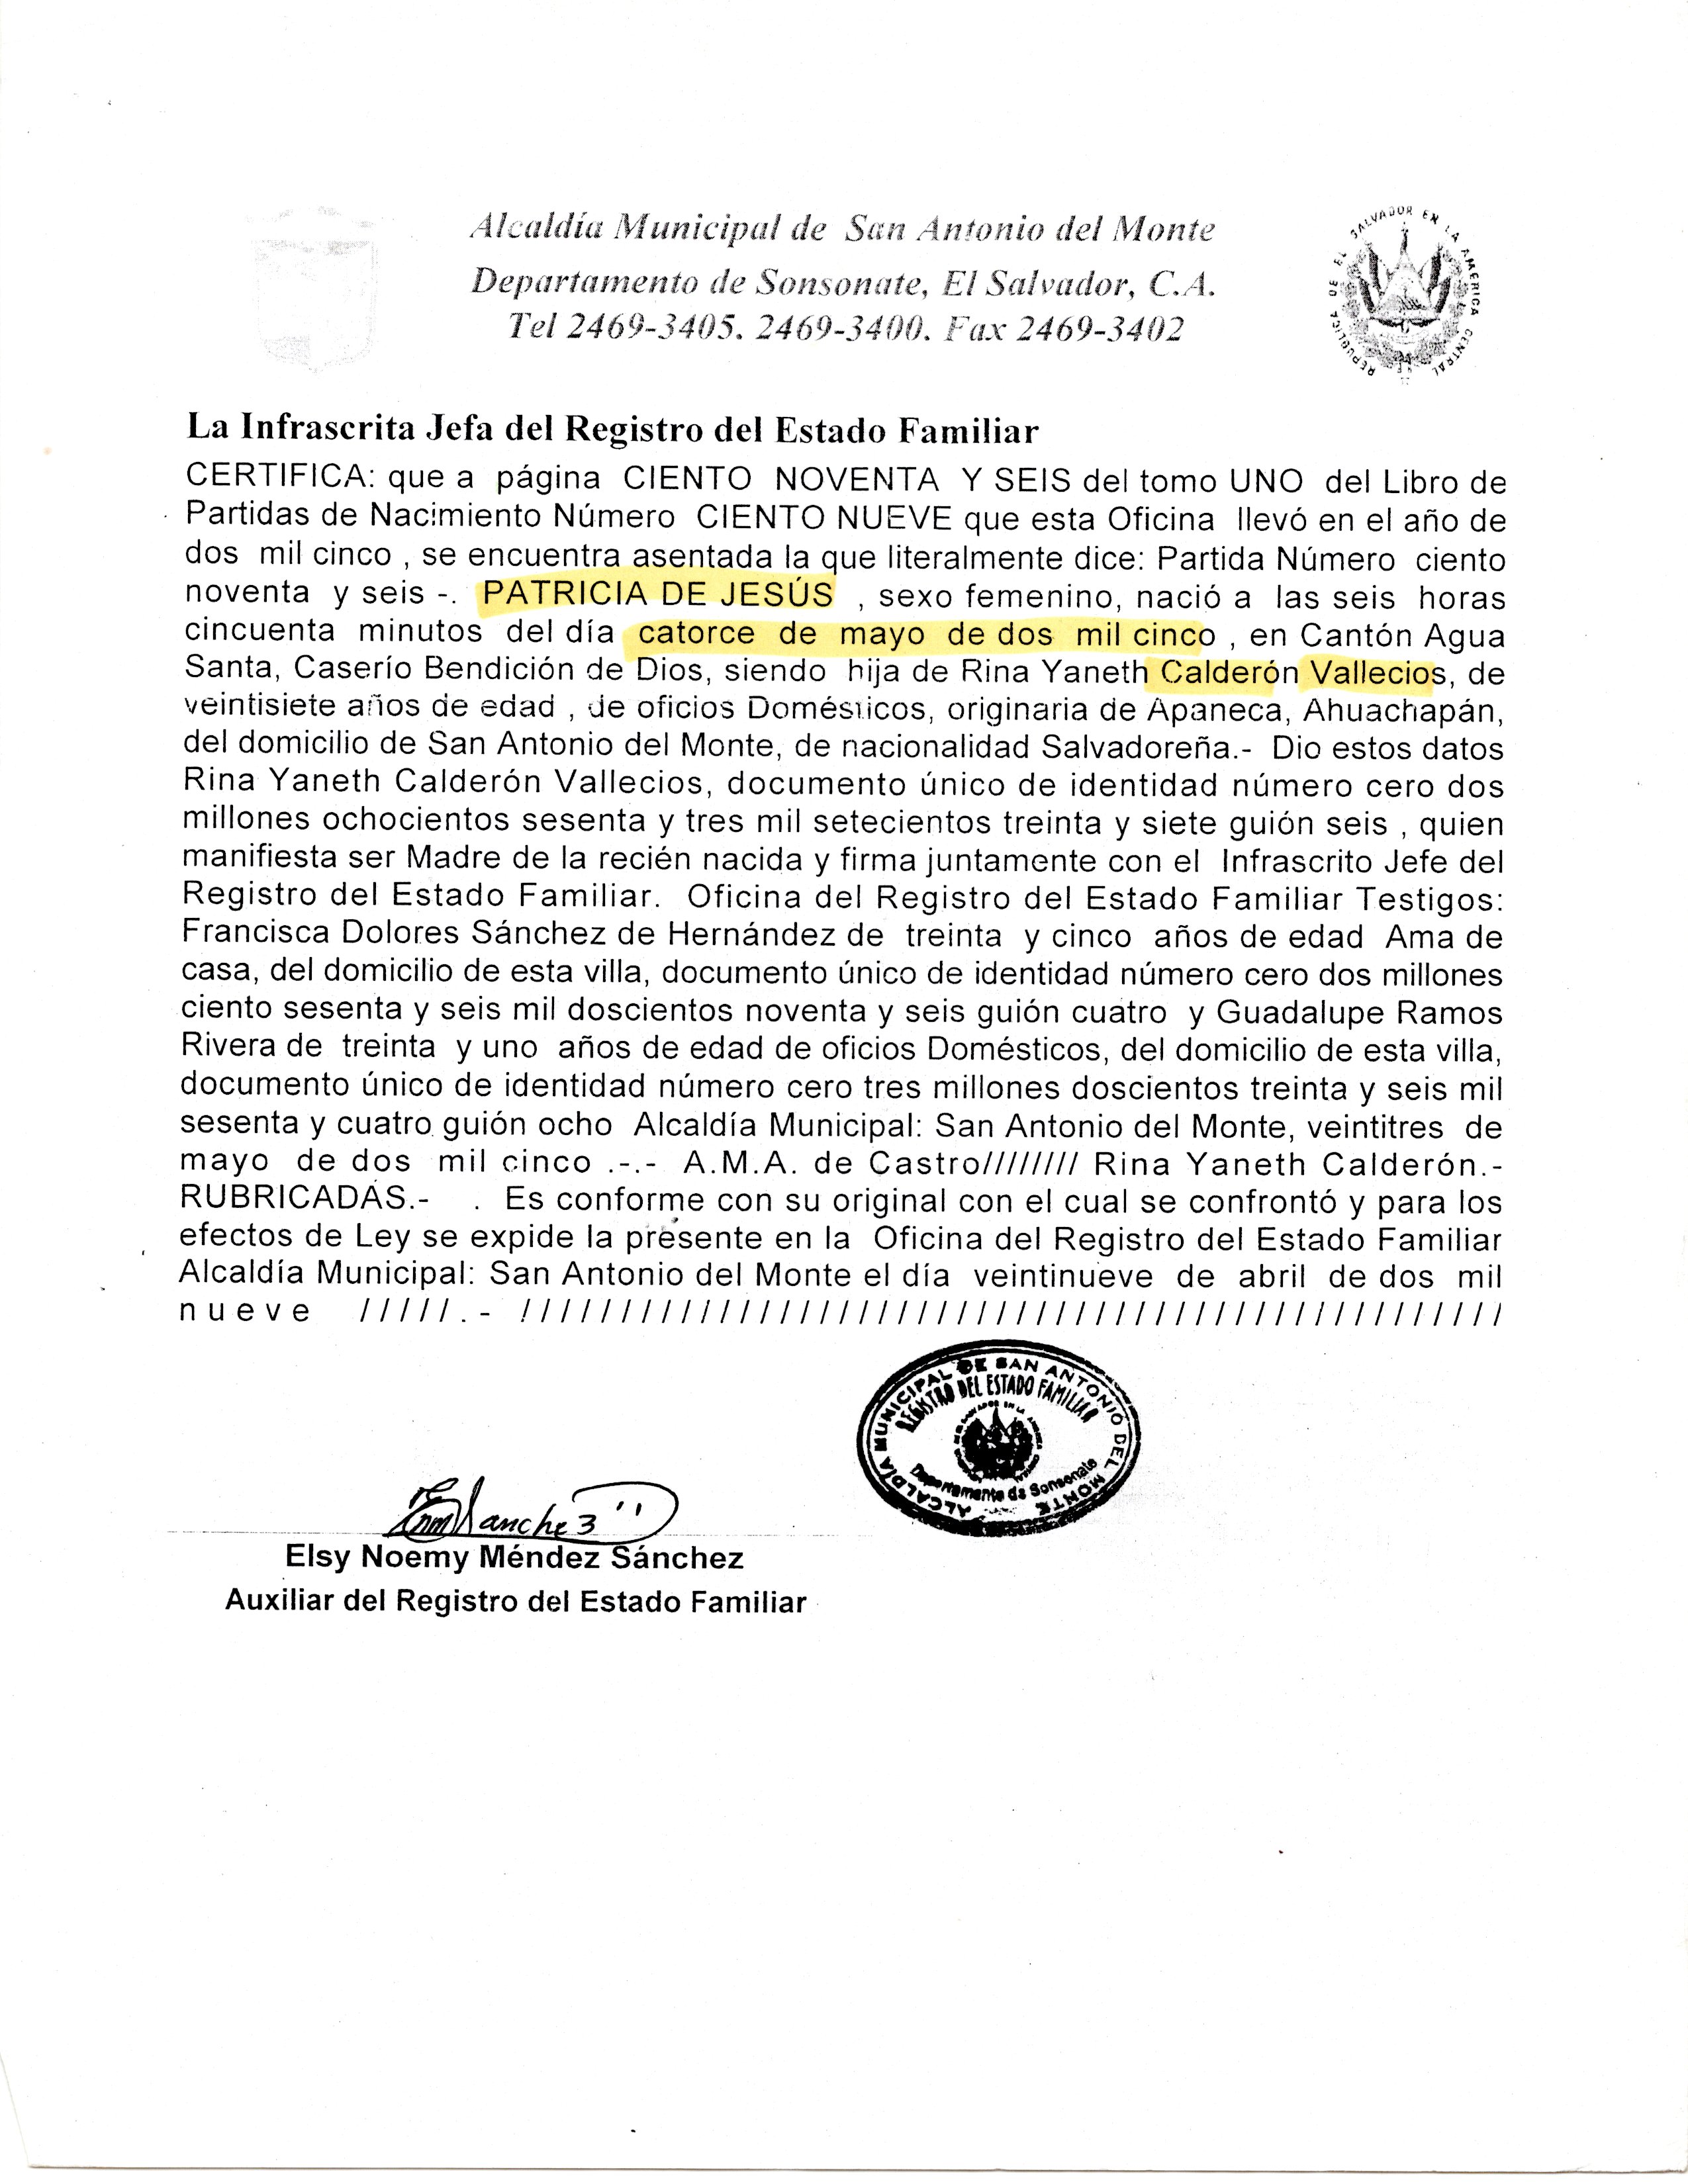 Alcaldía Municipal de San Antonio del Monte
Departamento de Sonsonate, El Salvador, C.A.
Tel 2469-3405. 2469-3400. Fax 2469-3402
REPUBLICA DE EL SALVADOR EN LA AMERICA CENTRAL
La Infrascrita Jefa del Registro del Estado Familiar
CERTIFICA: que a página CIENTO NOVENTA Y SEIS del tomo UNO del Libro de
Partidas de Nacimiento Número CIENTO NUEVE que esta Oficina llevó en el año de
dos mil cinco , se encuentra asentada la que literalmente dice: Partida Número ciento
noventa y seis -. PATRICIA DE JESÚS , sexo femenino, nació a las seis horas
cincuenta minutos del día catorce de mayo de dos mil cinco , en Cantón Agua
Santa, Caserío Bendición de Dios, siendo hija de Rina Yaneth Calderón Vallecios, de
veintisiete años de edad , de oficios Domésticos, originaria de Apaneca, Ahuachapán,
del domicilio de San Antonio del Monte, de nacionalidad Salvadoreña.- Dio estos datos
Rina Yaneth Calderón Vallecios, documento único de identidad número cero dos
millones ochocientos sesenta y tres mil setecientos treinta y siete guión seis , quien
manifiesta ser Madre de la recién nacida y firma juntamente con el Infrascrito Jefe del
Registro del Estado Familiar. Oficina del Registro del Estado Familiar Testigos:
Francisca Dolores Sánchez de Hernández de treinta y cinco años de edad Ama de
casa, del domicilio de esta villa, documento único de identidad número cero dos millones
ciento sesenta y seis mil doscientos noventa y seis guión cuatro y Guadalupe Ramos
Rivera de treinta y uno años de edad de oficios Domésticos, del domicilio de esta villa,
documento único de identidad número cero tres millones doscientos treinta y seis mil
sesenta y cuatro guión ocho Alcaldía Municipal: San Antonio del Monte, veintitres de
mayo de dos mil cinco .-.- A.M.A. de Castro//////// Rina Yaneth Calderón.-
RUBRICADAS.- . Es conforme con su original con el cual se confrontó y para los
efectos de Ley se expide la presente en la Oficina del Registro del Estado Familiar
Alcaldía Municipal: San Antonio del Monte el día veintinueve de abril de dos mil
nueve /////.- ////////////////////////////////////////////////////////////
ALCALDÍA MUNICIPAL DE SAN ANTONIO DEL MONTE
REGISTRO DEL ESTADO FAMILIAR
Departamento de Sonsonate
Elsy Noemy Méndez Sánchez
Auxiliar del Registro del Estado Familiar